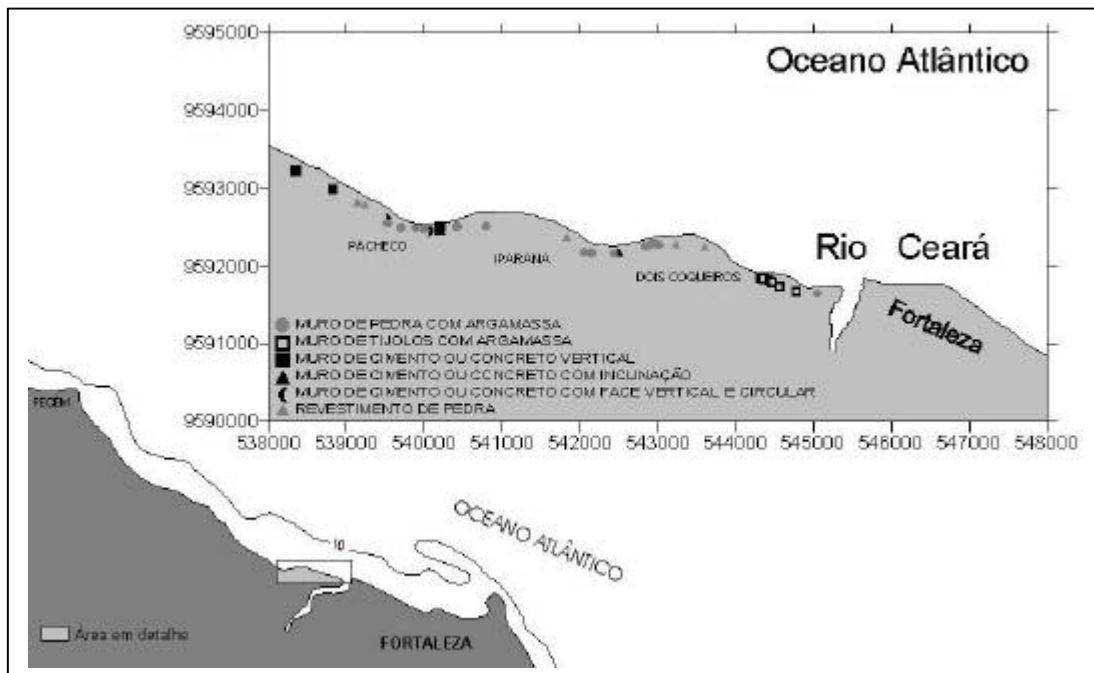 9595000
Oceano Atlântico
9594000
9593000
9592000
PACHECO
IPARANA
DOIS COQUEIROS
Rio Ceará
Fortaleza
9591000
MURO DE PEDRA COM ARGAMASSA
MURO DE TIJOLOS COM ARGAMASSA
MURO DE CIMENTO OU CONCRETO VERTICAL
MURO DE CIMENTO OU CONCRETO COM INCLINAÇÃO
MURO DE CIMENTO OU CONCRETO COM FACE VERTICAL E CIRCULAR
REVESTIMENTO DE PEDRA
9590000
538000 539000 540000 541000 542000 543000 544000 545000 546000 547000 548000
PECÉM
OCEANO ATLÂNTICO
10
Área em detalhe
FORTALEZA